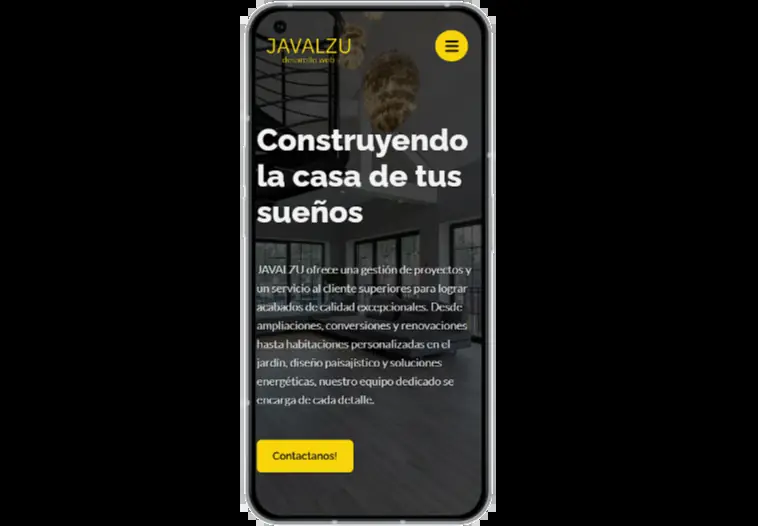 JAVALZU
desarrollo web
Construyendo
la casa de tus
sueños
JAVALZU ofrece una gestión de proyectos y
un servicio al cliente superiores para lograr
acabados de calidad excepcionales. Desde
ampliaciones, conversiones y renovaciones
hasta habitaciones personalizadas en el
jardín, diseño paisajístico y soluciones
energéticas, nuestro equipo dedicado se
encarga de cada detalle.
Contactanos!